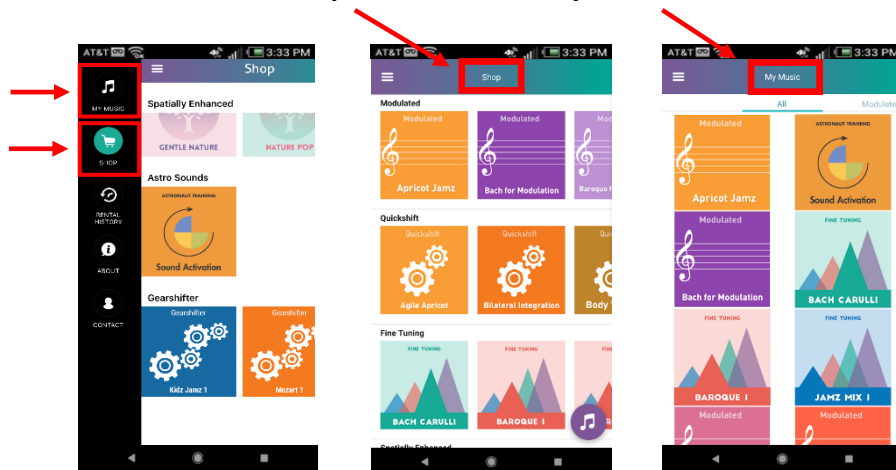 AT&T
3:33 PM
MY MUSIC
SHOP
RENTAL
HISTORY
ABOUT
CONTACT
Shop
Spatially Enhanced
GENTLE NATURE
NATURE POP
Astro Sounds
ASTRONAUT TRAINING
Sound Activation
Gearshifter
Gearshifter
Gearshifter
Kidz Jamz 1
Mozart 1
AT&T
3:33 PM
Shop
Modulated
Modulated
Modulated
Apricot Jamz
Bach for Modulation
Quickshift
Quickshift
Quickshift
Agile Apricot
Bilateral Integration
Body
Fine Tuning
FINE TUNING
FINE TUNING
BACH CARULLI
BAROQUE I
AT&T
3:33 PM
My Music
All
Modulate
Modulated
ASTRONAUT TRAINING
Apricot Jamz
Sound Activation
Modulated
FINE TUNING
Bach for Modulation
BACH CARULLI
FINE TUNING
FINE TUNING
BAROQUE I
JAMZ MIX I
Modulated
Modulated